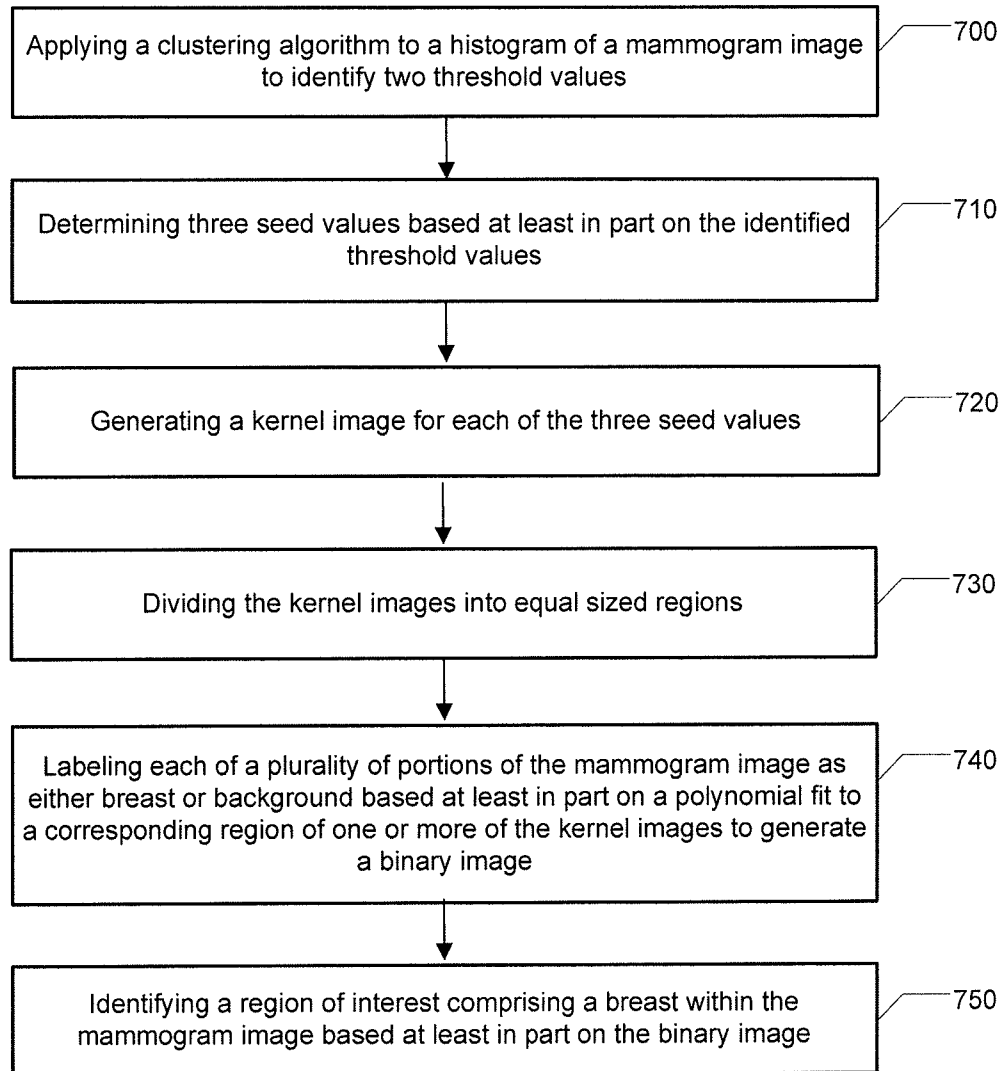 Applying a clustering algorithm to a histogram of a mammogram image
to identify two threshold values
700
Determining three seed values based at least in part on the identified
threshold values
710
Generating a kernel image for each of the three seed values
720
Dividing the kernel images into equal sized regions
730
Labeling each of a plurality of portions of the mammogram image as
either breast or background based at least in part on a polynomial fit to
a corresponding region of one or more of the kernel images to generate
a binary image
740
Identifying a region of interest comprising a breast within the
mammogram image based at least in part on the binary image
750